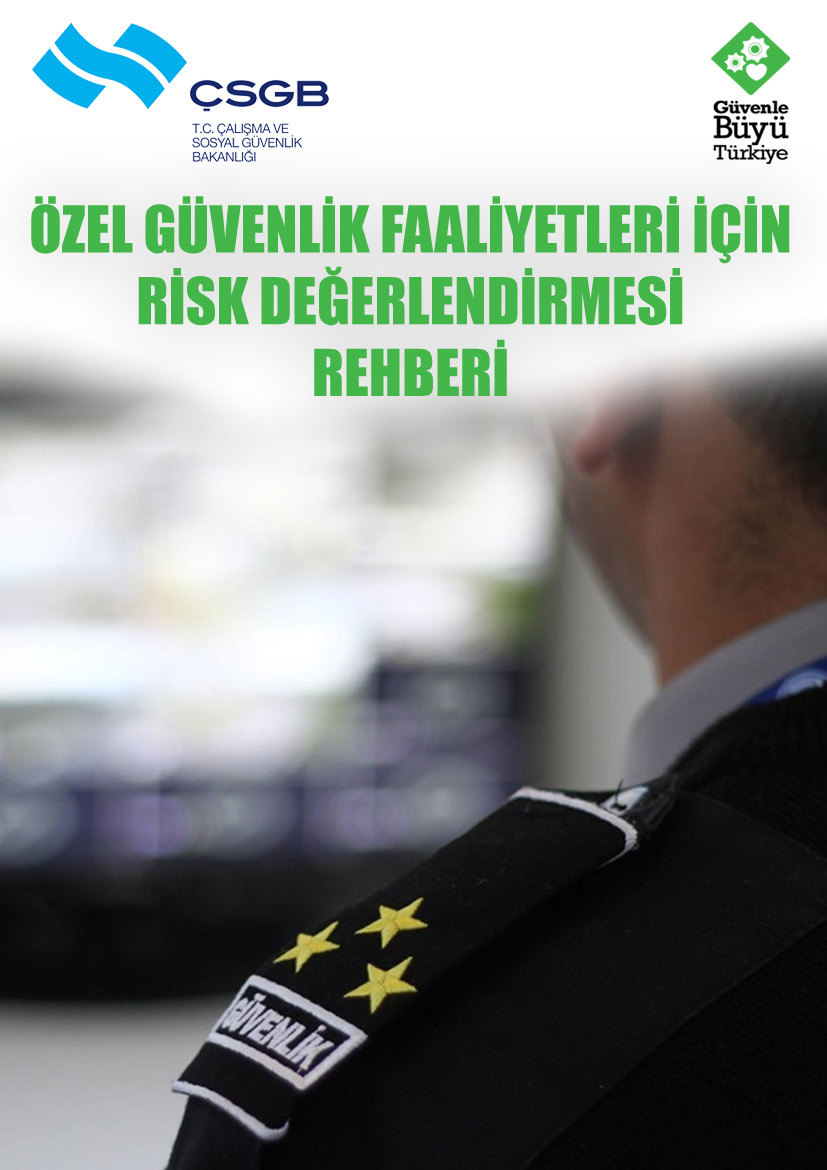 ÇSGB
T.C. ÇALIŞMA VE
SOSYAL GÜVENLİK
BAKANLIĞI
Güvenle
Büyü
Türkiye
ÖZEL GÜVENLİK FAALİYETLERİ İÇİN
RİSK DEĞERLENDİRMESİ
REHBERİ
GÜVENLİK